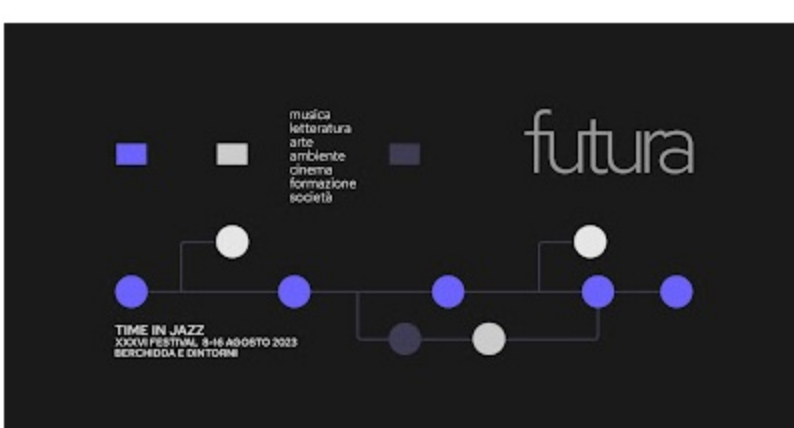 musica
letteratura
arte
ambiente
cinema
formazione
società
futura
TIME IN JAZZ
XXXVI FESTIVAL 8-16 AGOSTO 2023
BERCHIDDA E DINTORNI